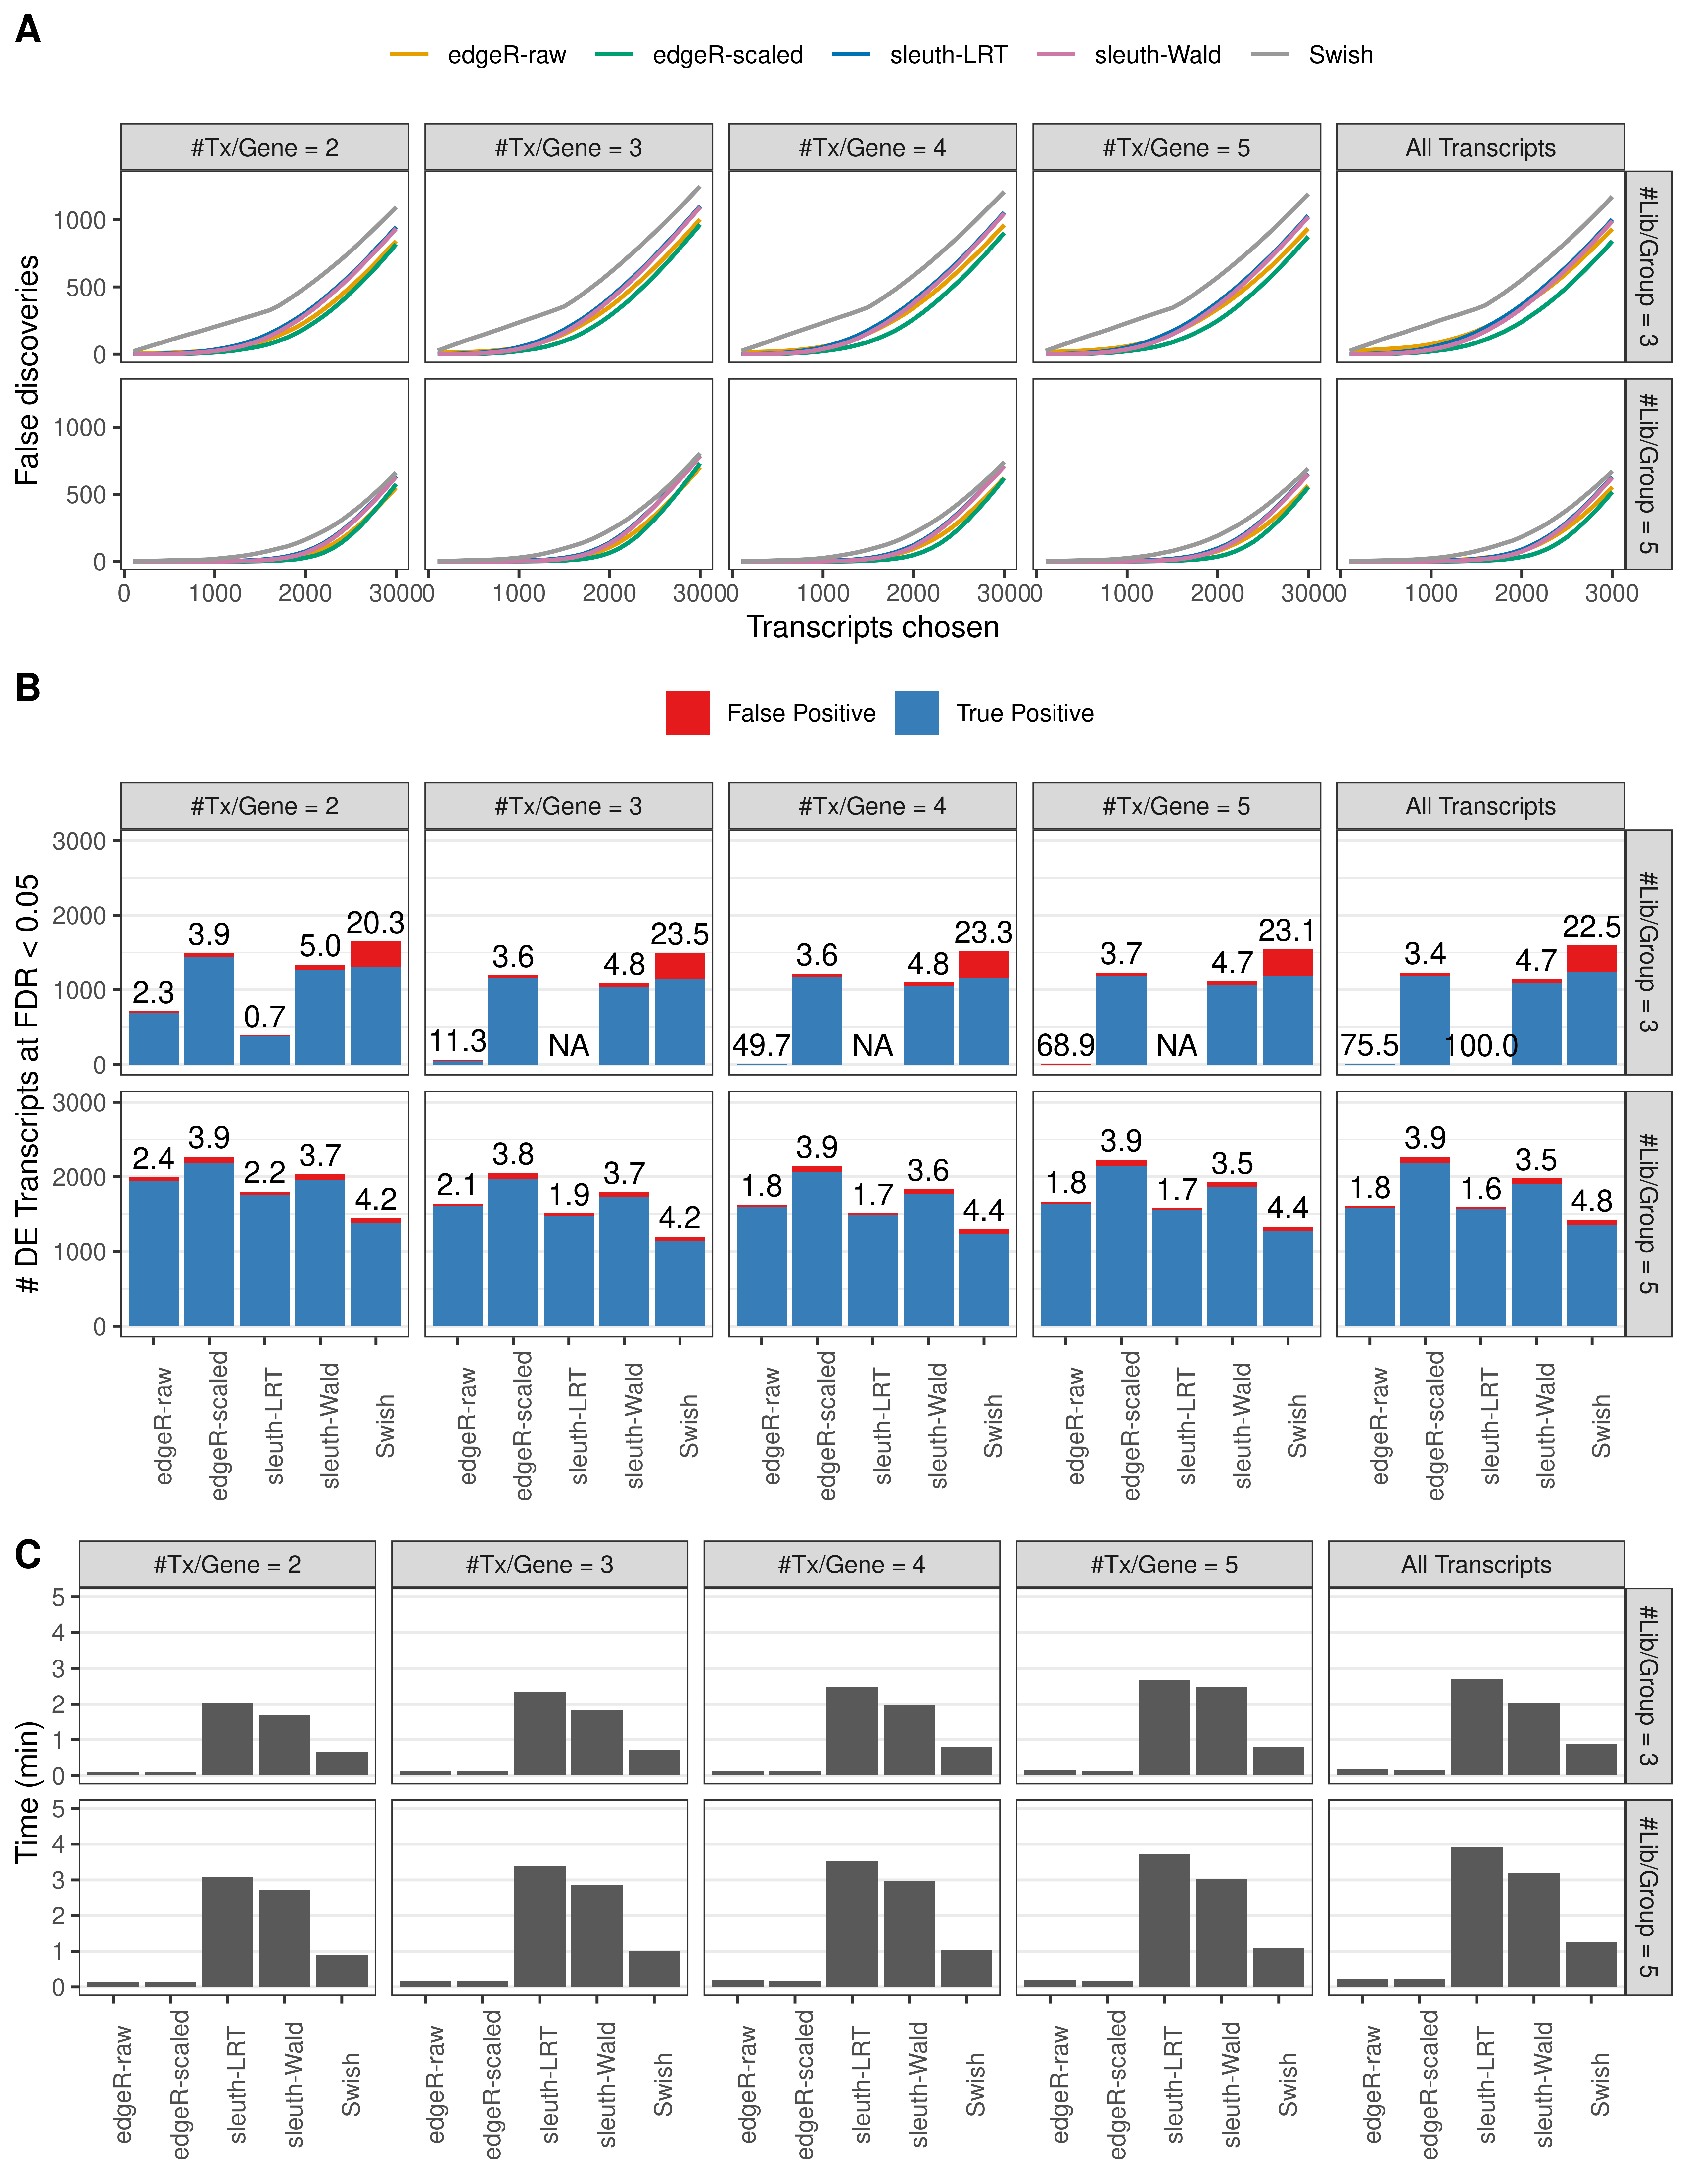 A
edgeR-raw edgeR-scaled sleuth-LRT sleuth-Wald Swish
#Tx/Gene = 2 #Tx/Gene = 3 #Tx/Gene = 4 #Tx/Gene = 5 All Transcripts
False discoveries
1000
500
0
#Lib/Group = 3
1000
500
0
#Lib/Group = 5
0 1000 2000 3000 0 1000 2000 3000 0 1000 2000 3000 0 1000 2000 3000 0 1000 2000 3000
Transcripts chosen
B
False Positive True Positive
#Tx/Gene = 2 #Tx/Gene = 3 #Tx/Gene = 4 #Tx/Gene = 5 All Transcripts
# DE Transcripts at FDR < 0.05
3000
2000
1000
0
2.3 3.9 0.7 5.0 20.3
11.3 3.6 NA 4.8 23.5
49.7 3.6 NA 4.8 23.3
68.9 3.7 NA 4.7 23.1
75.5 3.4 100.0 4.7 22.5
#Lib/Group = 3
3000
2000
1000
0
2.4 3.9 2.2 3.7 4.2
2.1 3.8 1.9 3.7 4.2
1.8 3.9 1.7 3.6 4.4
1.8 3.9 1.7 3.5 4.4
1.8 3.9 1.6 3.5 4.8
#Lib/Group = 5
edgeR-raw edgeR-scaled sleuth-LRT sleuth-Wald Swish
edgeR-raw edgeR-scaled sleuth-LRT sleuth-Wald Swish
edgeR-raw edgeR-scaled sleuth-LRT sleuth-Wald Swish
edgeR-raw edgeR-scaled sleuth-LRT sleuth-Wald Swish
edgeR-raw edgeR-scaled sleuth-LRT sleuth-Wald Swish
C
#Tx/Gene = 2 #Tx/Gene = 3 #Tx/Gene = 4 #Tx/Gene = 5 All Transcripts
Time (min)
5
4
3
2
1
0
#Lib/Group = 3
5
4
3
2
1
0
#Lib/Group = 5
edgeR-raw edgeR-scaled sleuth-LRT sleuth-Wald Swish
edgeR-raw edgeR-scaled sleuth-LRT sleuth-Wald Swish
edgeR-raw edgeR-scaled sleuth-LRT sleuth-Wald Swish
edgeR-raw edgeR-scaled sleuth-LRT sleuth-Wald Swish
edgeR-raw edgeR-scaled sleuth-LRT sleuth-Wald Swish